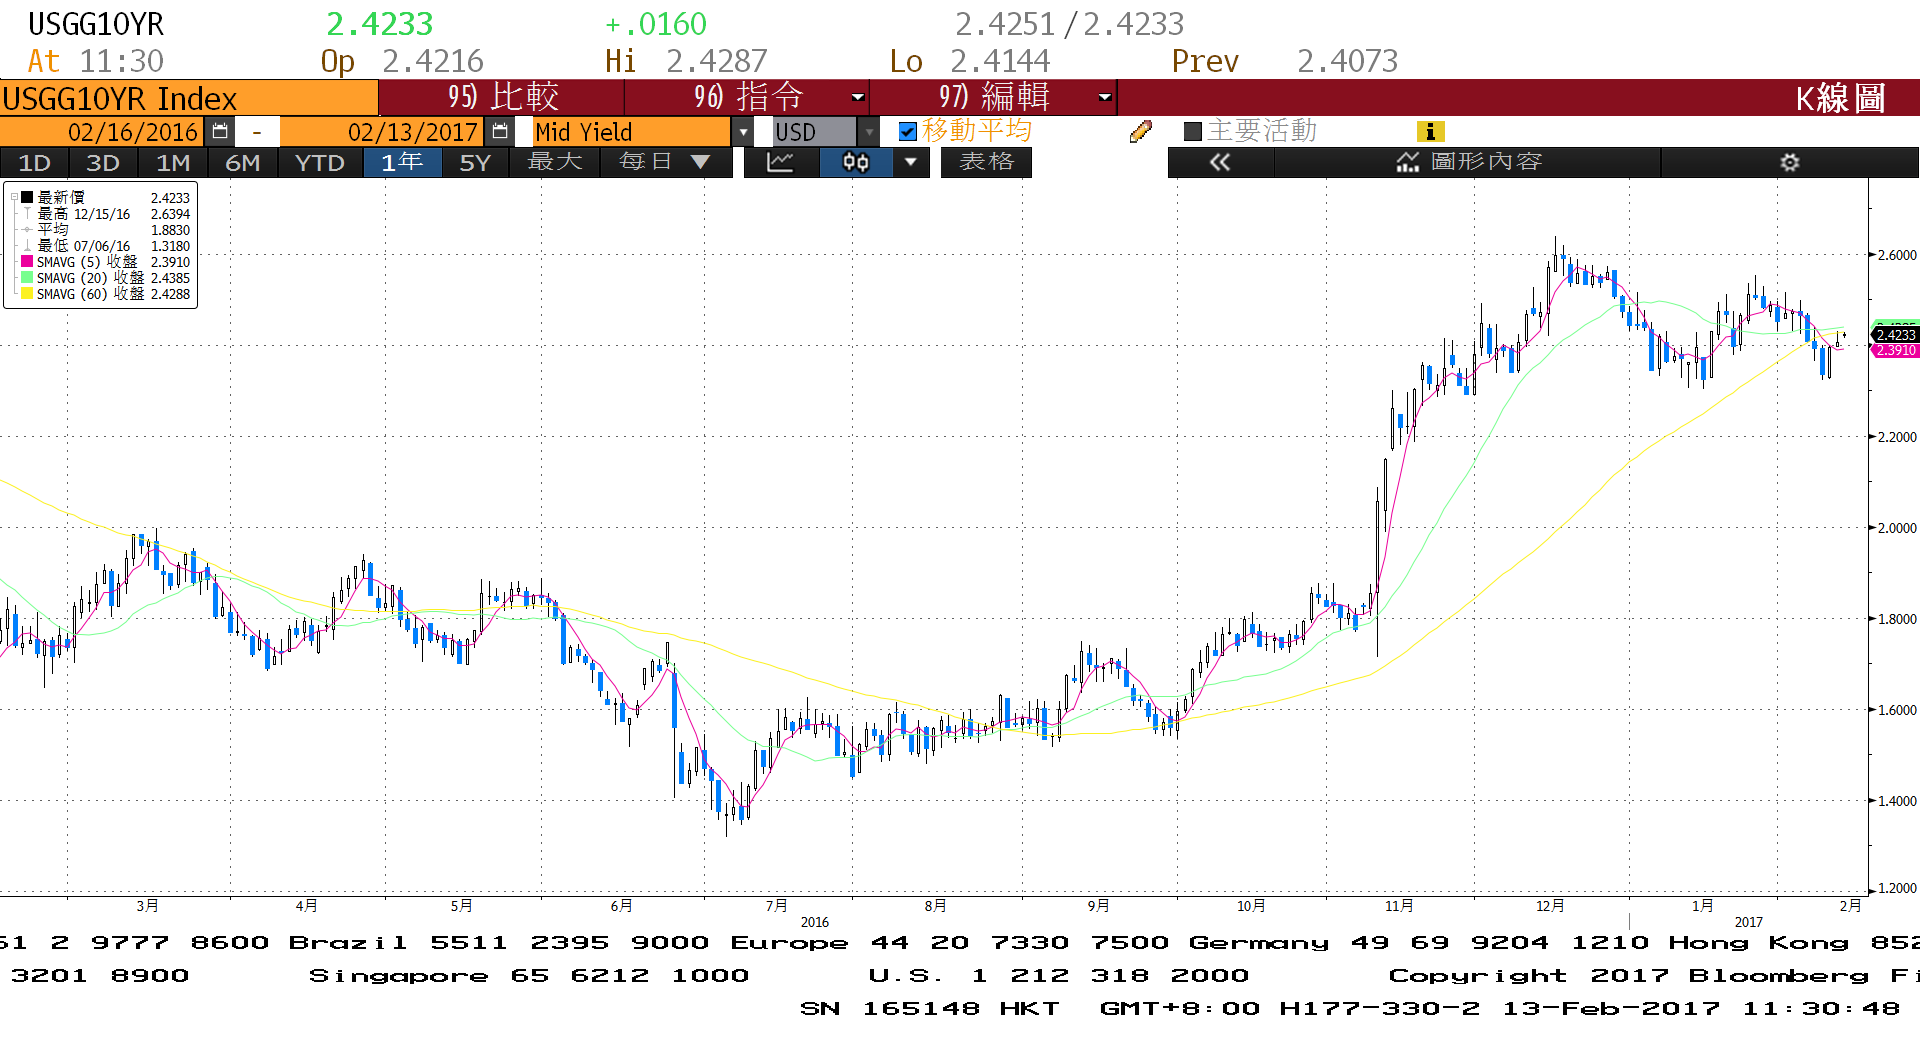 USGG10YR 2.4233 +.0160 2.4251 / 2.4233
At 11:30 Op 2.4216 Hi 2.4287 Lo 2.4144 Prev 2.4073
USGG10YR Index 95) 比較 96) 指令 97) 編輯 K線圖
02/16/2016 - 02/13/2017 Mid Yield USD 移動平均 主要活動 i
1D 3D 1M 6M YTD 1年 5Y 最大 每日 表格 « 圖形內容
最新價 2.4233
最高 12/15/16 2.6394
平均 1.8830
最低 07/06/16 1.3180
SMAVG (5) 收盤 2.3910
SMAVG (20) 收盤 2.4385
SMAVG (60) 收盤 2.4288
2.6000
2.4233
2.3910
2.2000
2.0000
1.8000
1.6000
1.4000
1.2000
3月 4月 5月 6月 7月 8月 9月 10月 11月 12月 1月 2月
2016 2017
61 2 9777 8600 Brazil 5511 2395 9000 Europe 44 20 7330 7500 Germany 49 69 9204 1210 Hong Kong 852
3201 8900 Singapore 65 6212 1000 U.S. 1 212 318 2000 Copyright 2017 Bloomberg Fi
SN 165148 HKT GMT+8:00 H177-330-2 13-Feb-2017 11:30:48